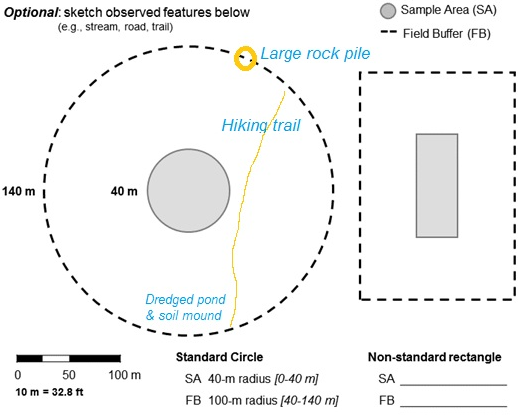 Optional: sketch observed features below
(e.g., stream, road, trail)
Sample Area (SA)
Field Buffer (FB)
Large rock pile
Hiking trail
140 m
40 m
Dredged pond
& soil mound
0 50 100 m
10 m = 32.8 ft
Standard Circle
SA 40-m radius [0-40 m]
FB 100-m radius [40-140 m]
Non-standard rectangle
SA
FB